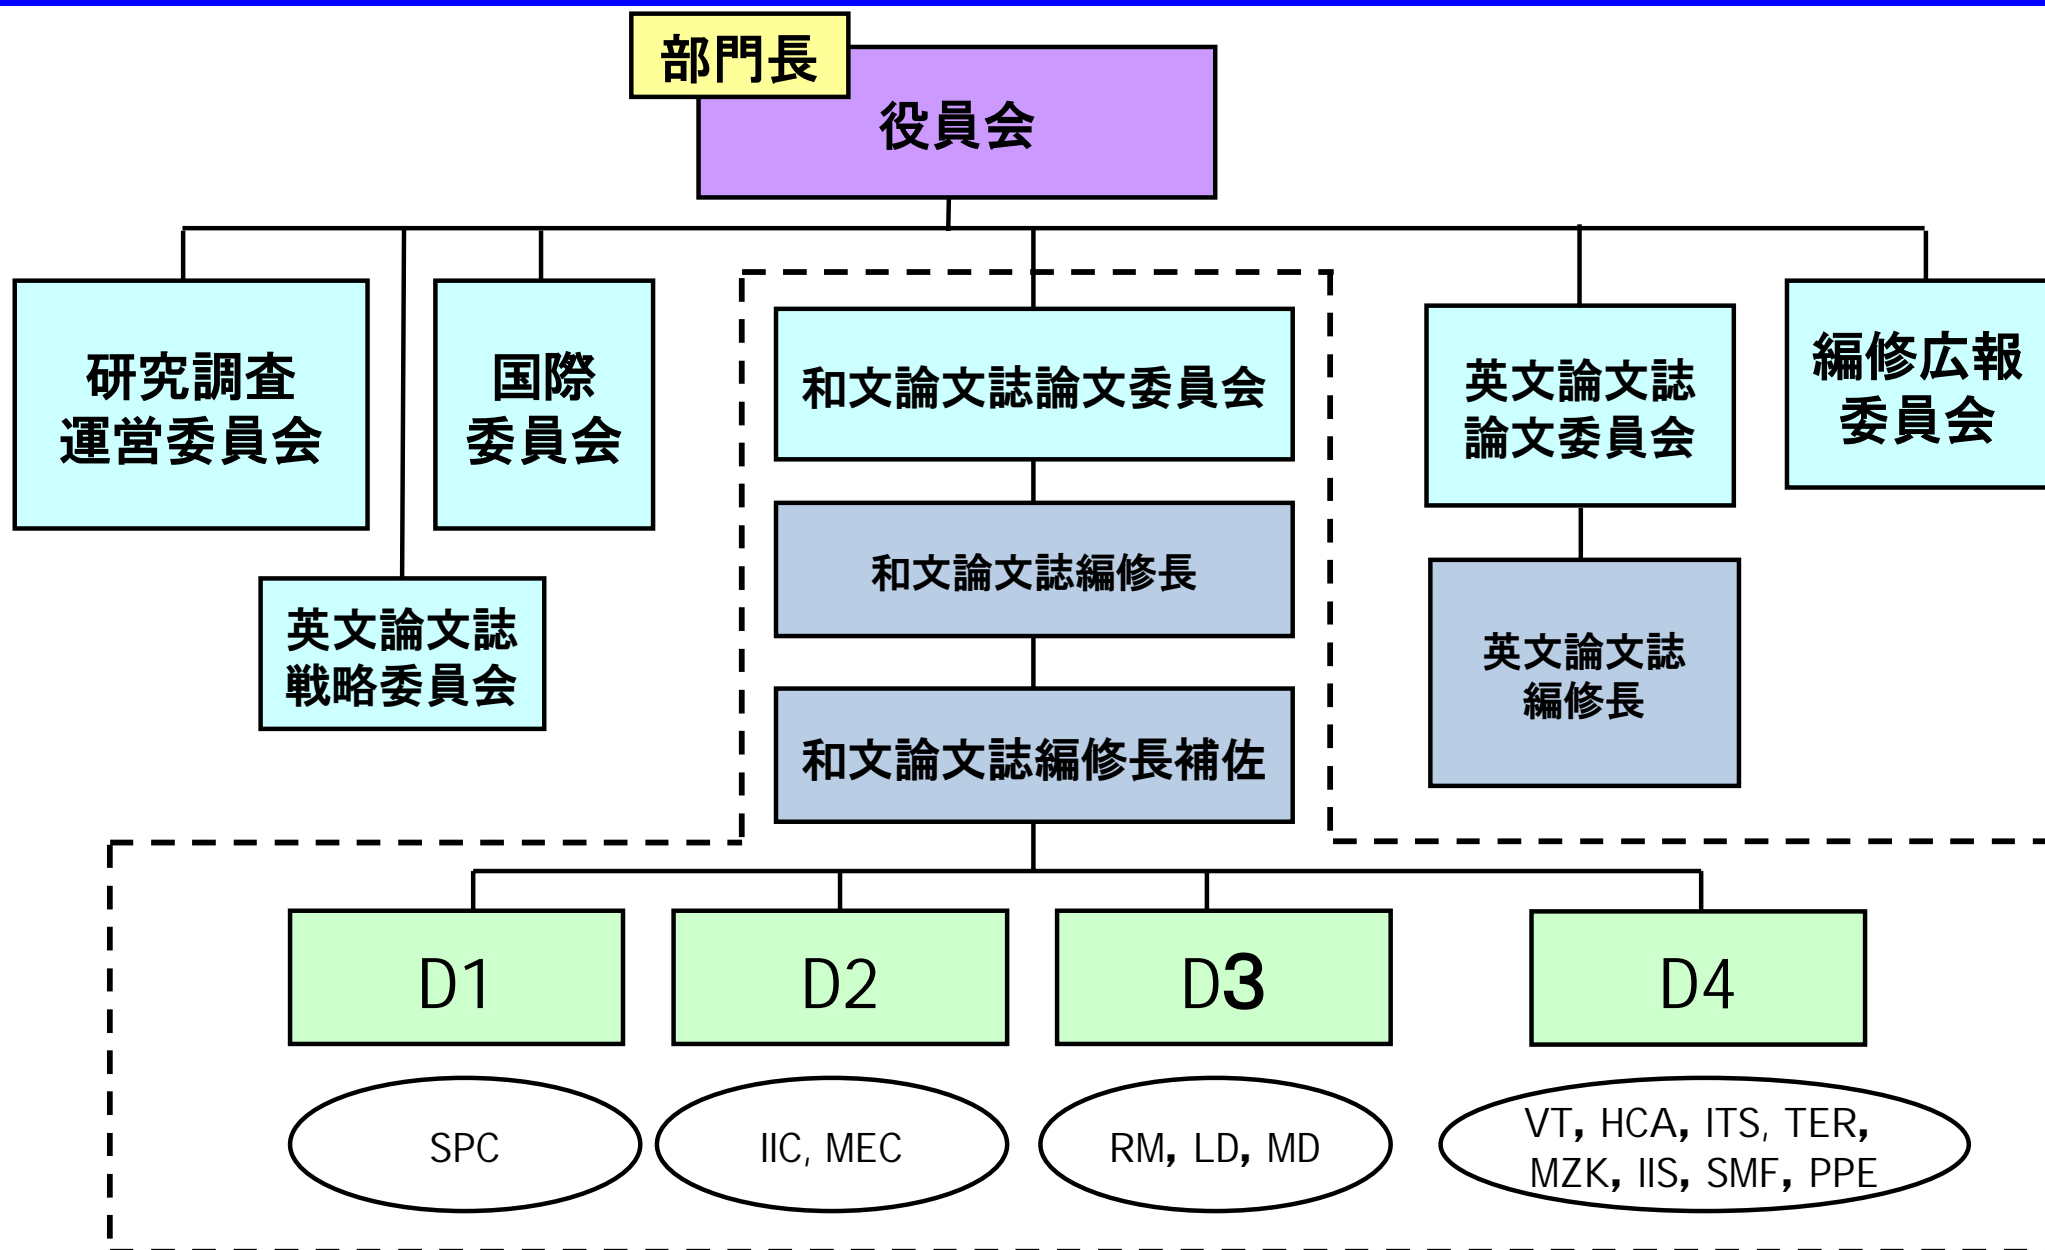 部門長
役員会
研究調査
運営委員会
国際
委員会
和文論文誌論文委員会
英文論文誌
論文委員会
編修広報
委員会
英文論文誌
戦略委員会
和文論文誌編修長
英文論文誌
編修長
和文論文誌編修長補佐
D1
D2
D3
D4
SPC
IIC, MEC
RM, LD, MD
VT, HCA, ITS, TER,
MZK, IIS, SMF, PPE